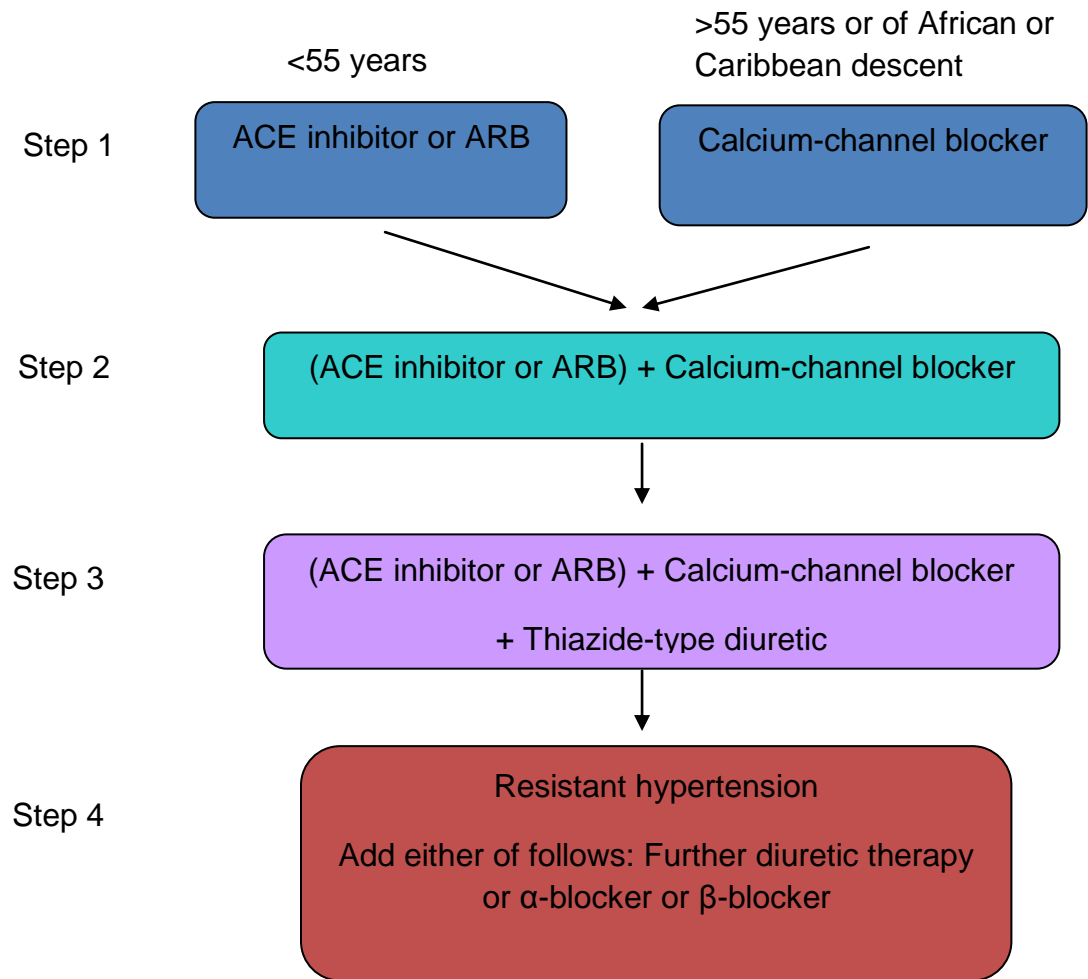 <55 years
>55 years or of African or
Caribbean descent
Step 1
ACE inhibitor or ARB
Calcium-channel blocker
Step 2
(ACE inhibitor or ARB) + Calcium-channel blocker
Step 3
(ACE inhibitor or ARB) + Calcium-channel blocker
+ Thiazide-type diuretic
Step 4
Resistant hypertension
Add either of follows: Further diuretic therapy
or α-blocker or β-blocker